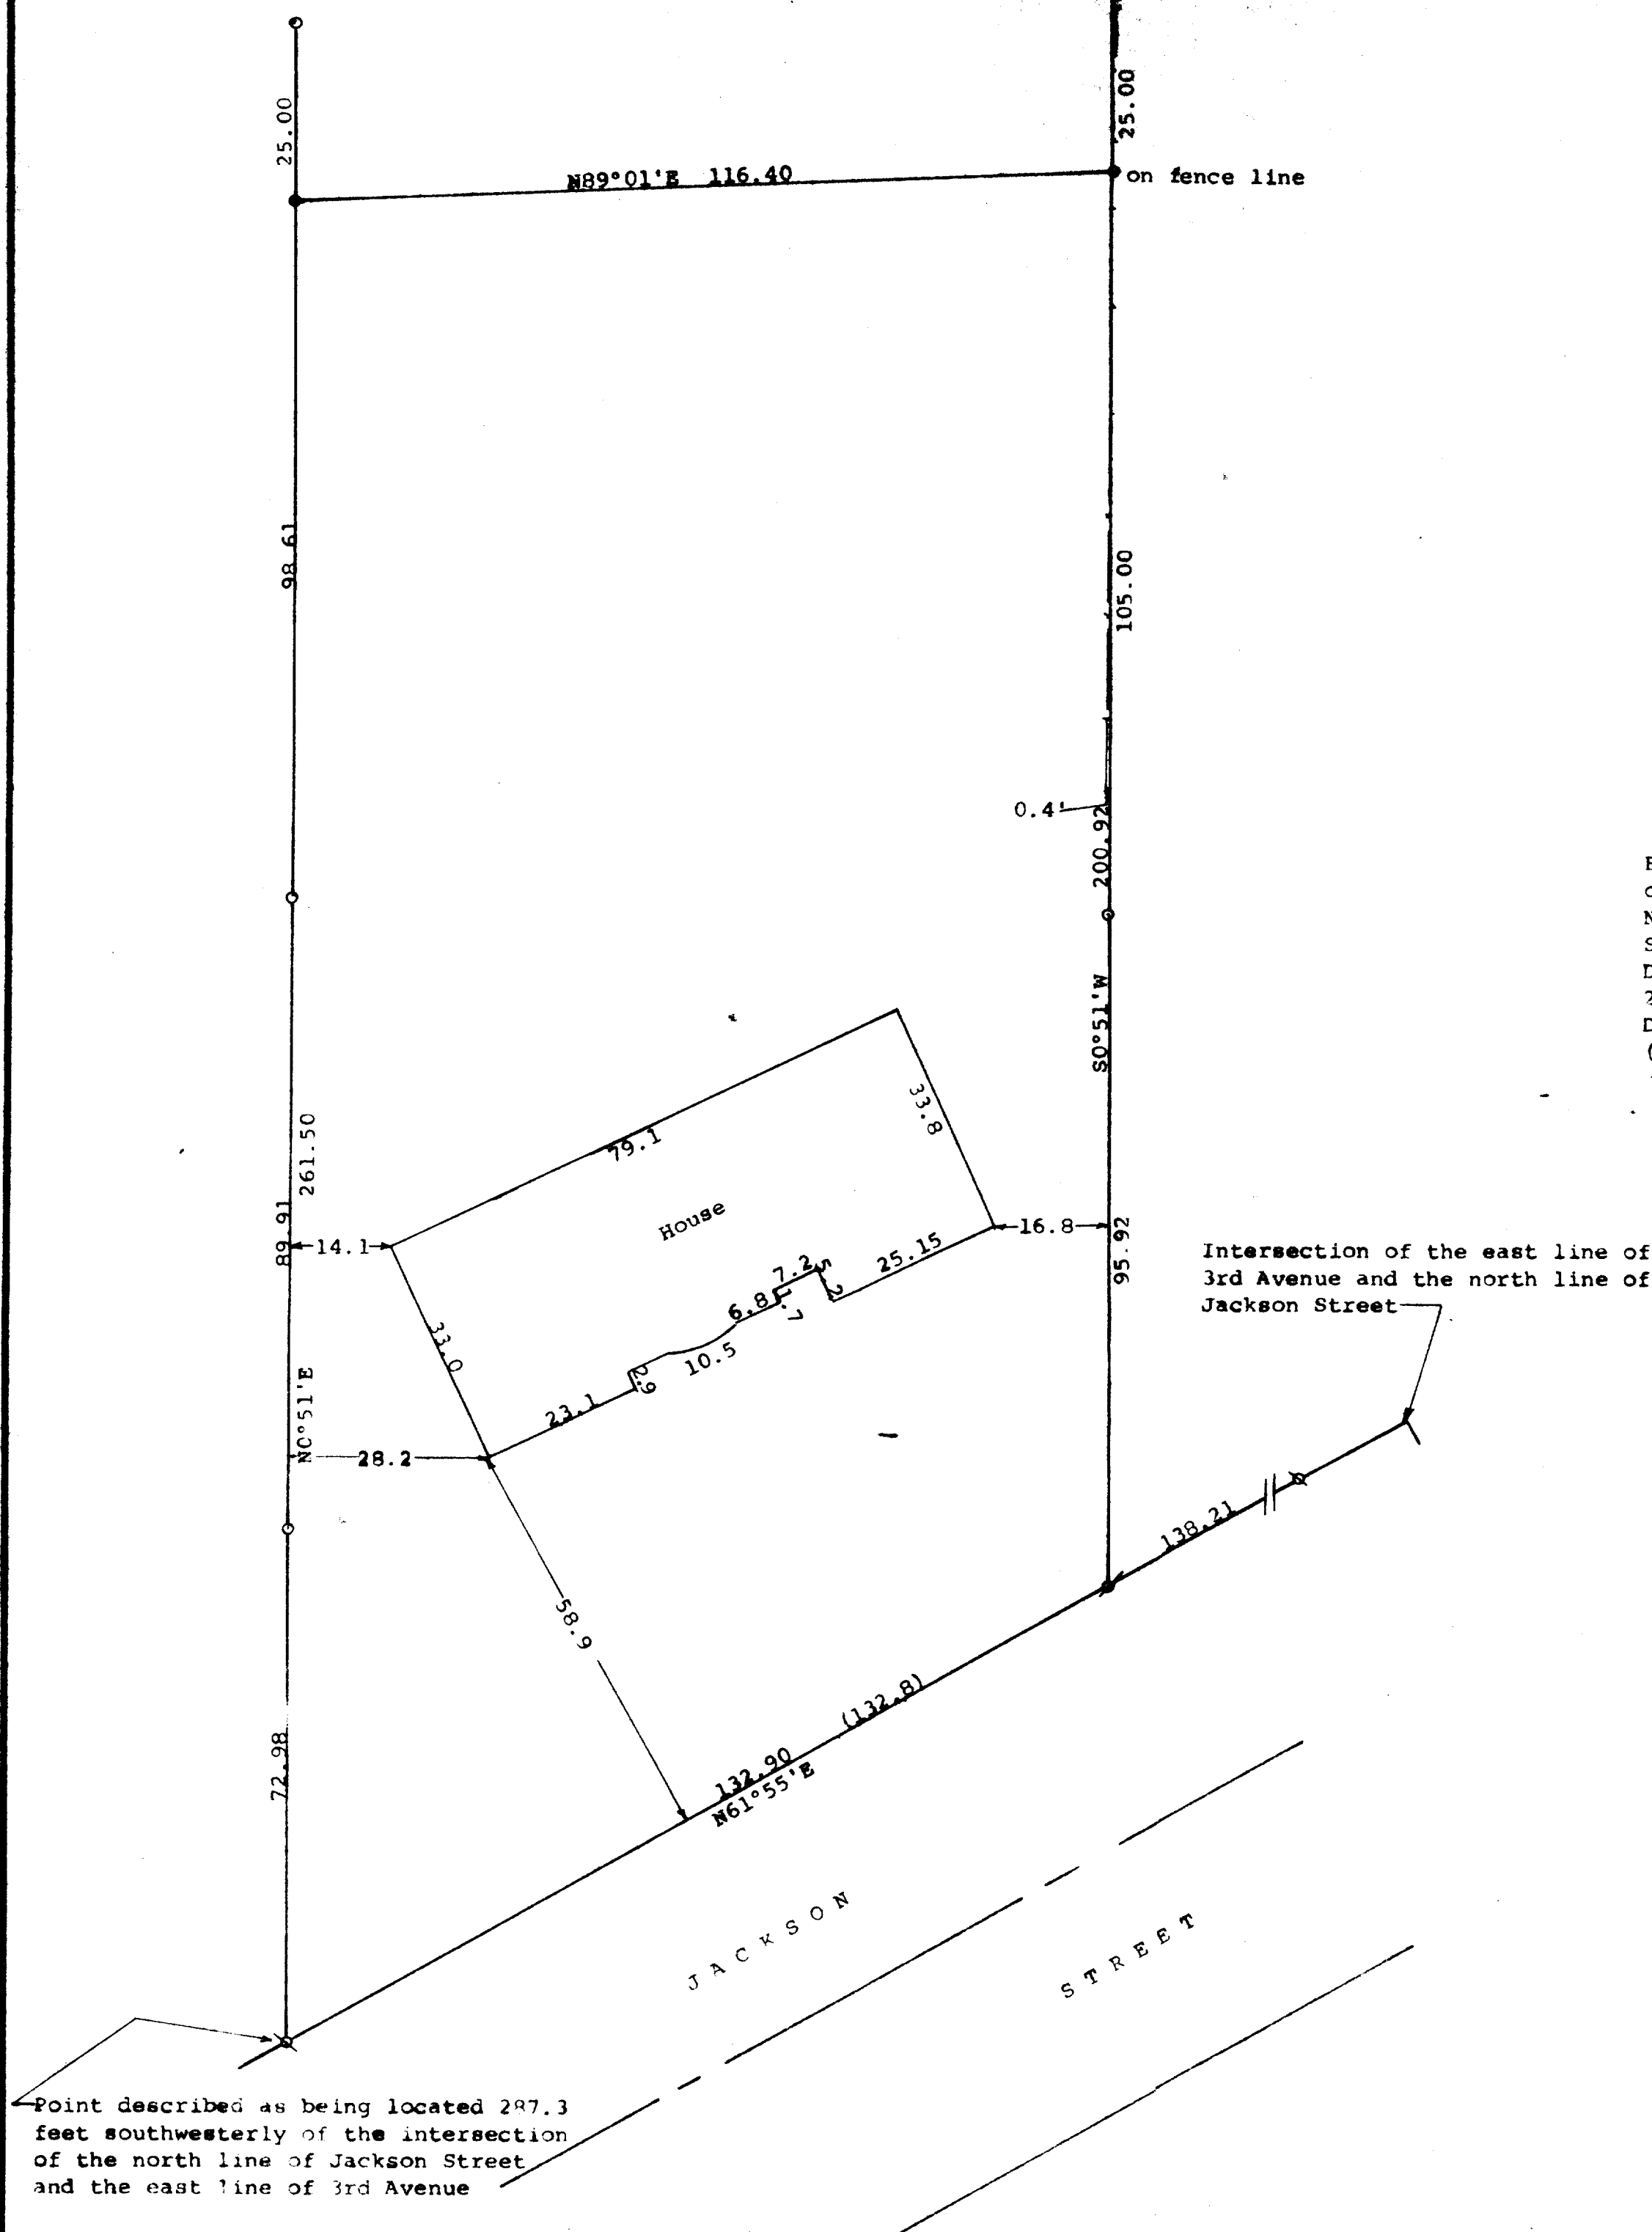 25.00
25.00
N89°01'E 116.40
on fence line
98.61
105.00
0.4'
200.92
S0°51'W
33.8
79.1
261.50
House
89.91
14.1
16.8
95.92
25.15
7.2
5.2
1.7
6.8
10.5
2.9
33.0
23.1
N0°51'E
28.2
Intersection of the east line of
3rd Avenue and the north line of
Jackson Street
138.21
58.9
(132.8)
132.90
N61°55'E
72.98
JACKSON
STREET
Point described as being located 287.3
feet southwesterly of the intersection
of the north line of Jackson Street
and the east line of 3rd Avenue